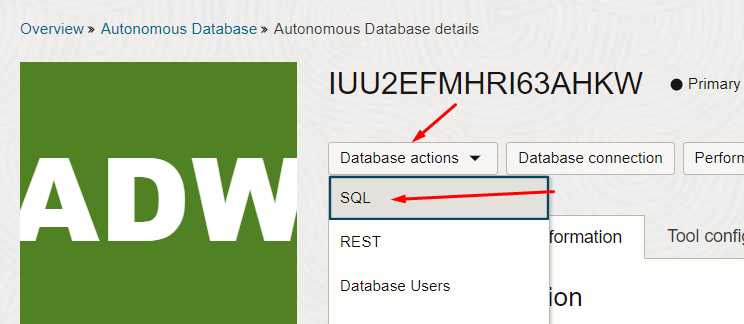 Overview » Autonomous Database » Autonomous Database details
ADW
IUU2EFMHRI63AHKW
Primary
Database actions
Database connection
Perform
SQL
REST
formation
Tool config
Database Users
ion